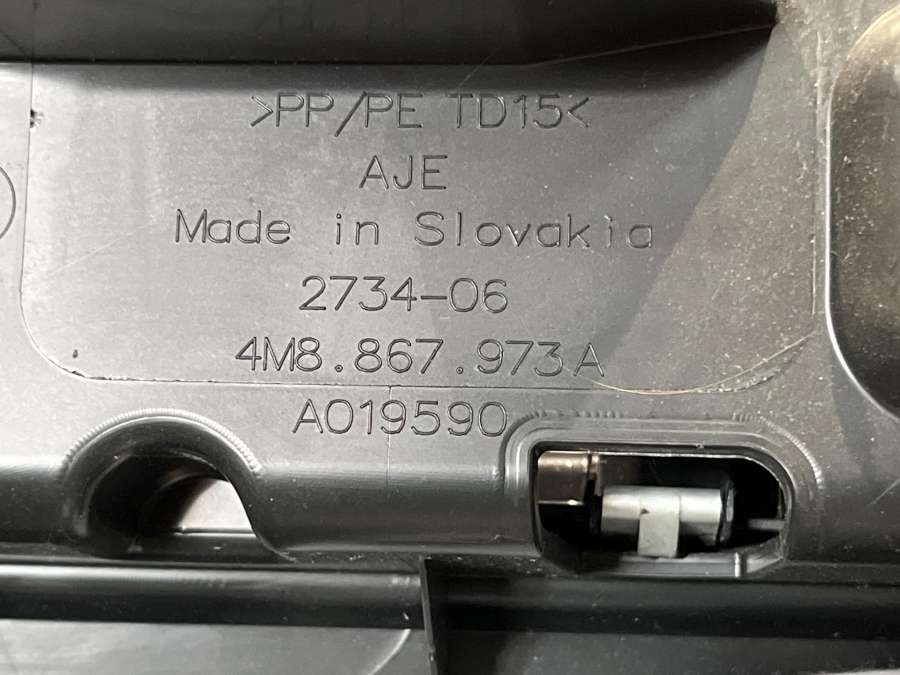 >PP/PE TD15<
AJE
Made in Slovakia
2734-06
4M8.867.973A
A019590